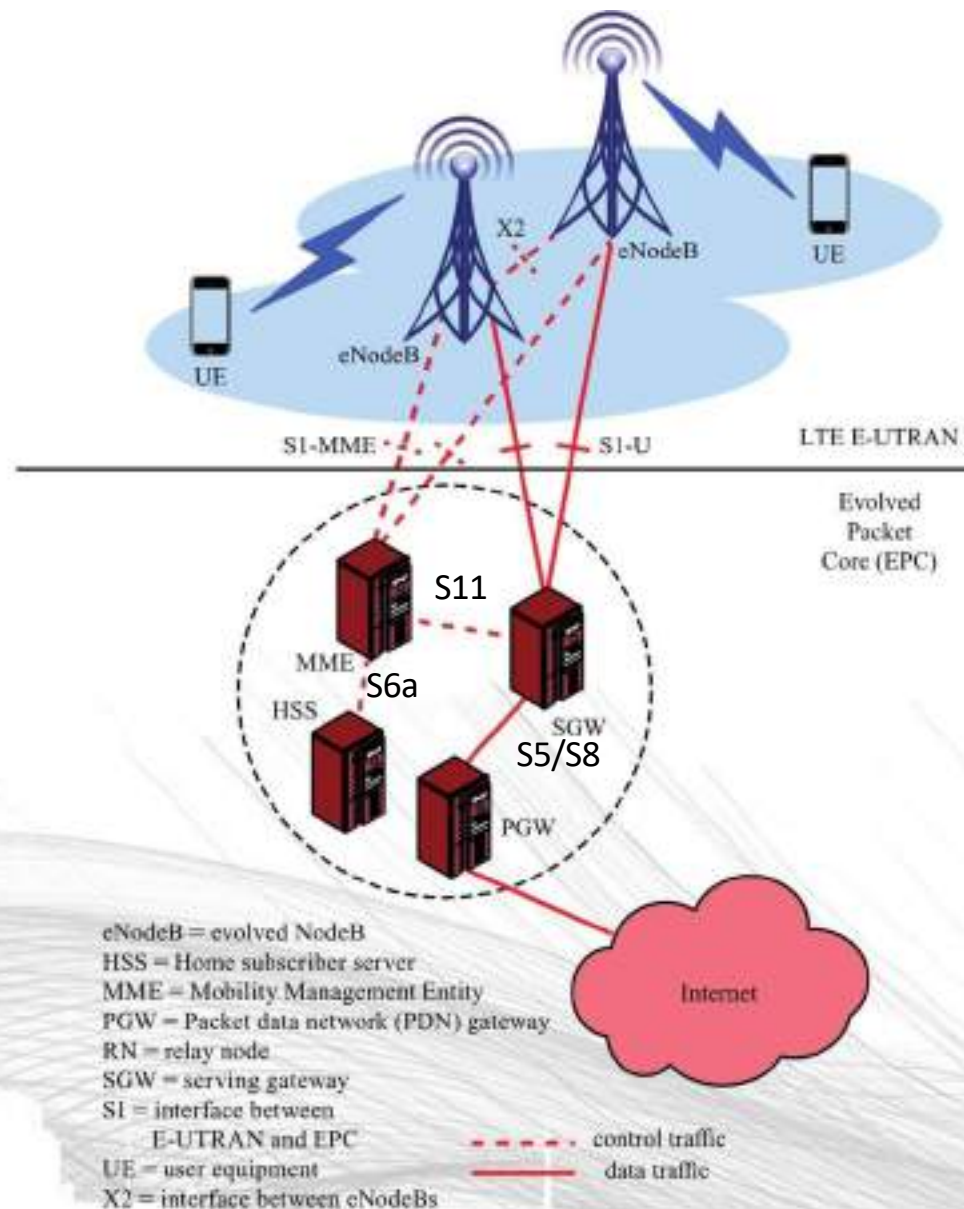 X2
eNodeB
UE
eNodeB
UE
S1-MME
S1-U
LTE E-UTRAN
Evolved
Packet
Core (EPC)
S11
MME
S6a
HSS
SGW
S5/S8
PGW
Internet
eNodeB = evolved NodeB
HSS = Home subscriber server
MME = Mobility Management Entity
PGW = Packet data network (PDN) gateway
RN = relay node
SGW = serving gateway
S1 = interface between
E-UTRAN and EPC
UE = user equipment
X2 = interface between eNodeBs
control traffic
data traffic